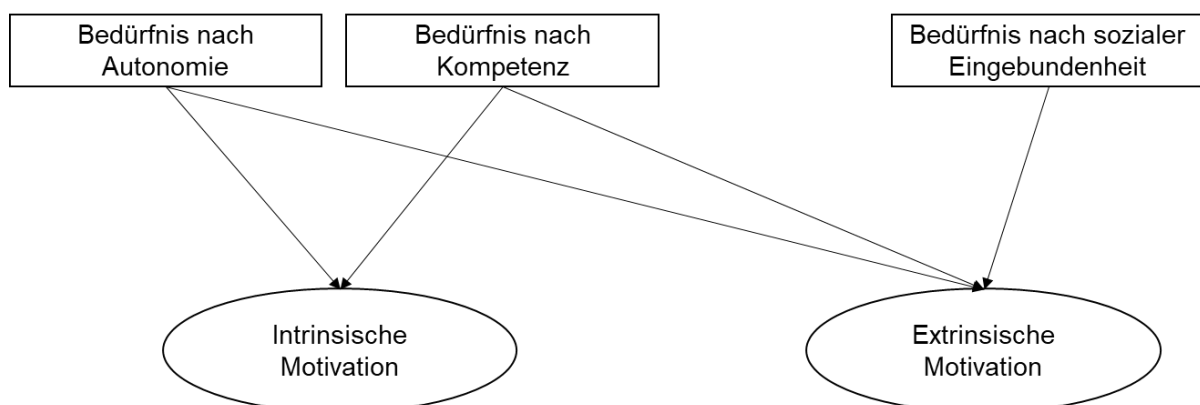 Bedürfnis nach
Autonomie
Bedürfnis nach
Kompetenz
Bedürfnis nach sozialer
Eingebundenheit
Intrinsische
Motivation
Extrinsische
Motivation